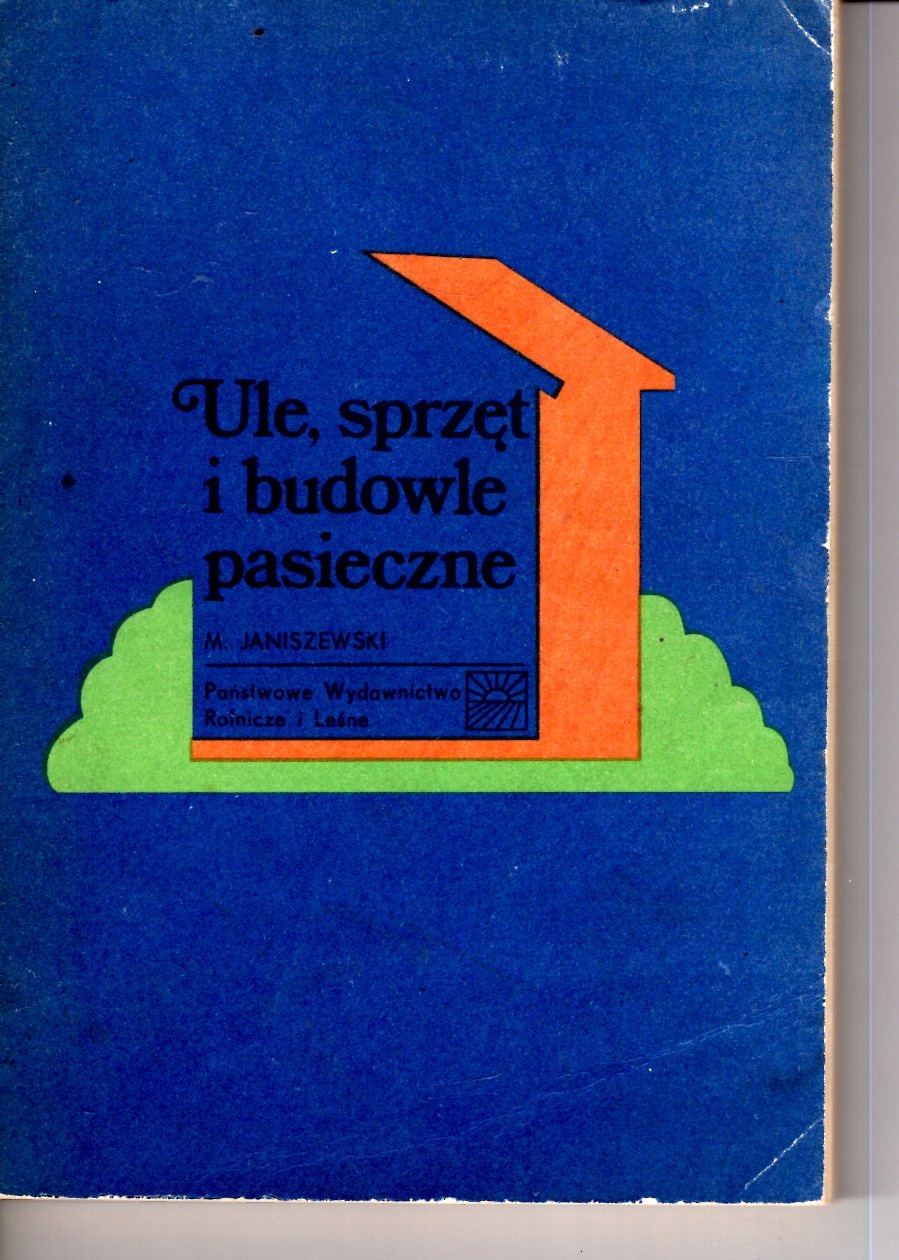 Ule, sprzęt
i budowle
pasieczne
M. JANISZEWSKI
Państwowe Wydawnictwo
Rolnicze i Leśne